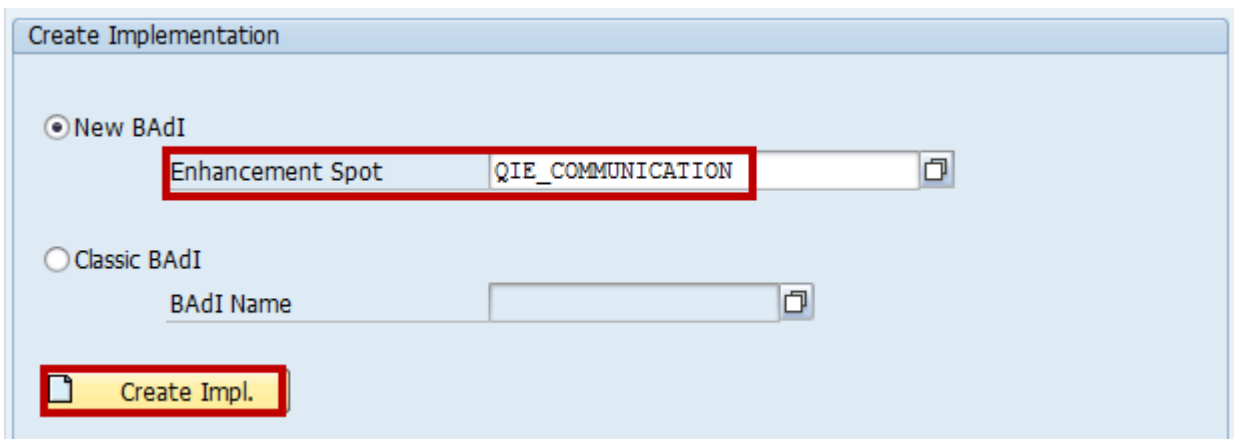 Create Implementation
New BAdI
Enhancement Spot QIE_COMMUNICATION
Classic BAdI
BAdI Name
Create Impl.